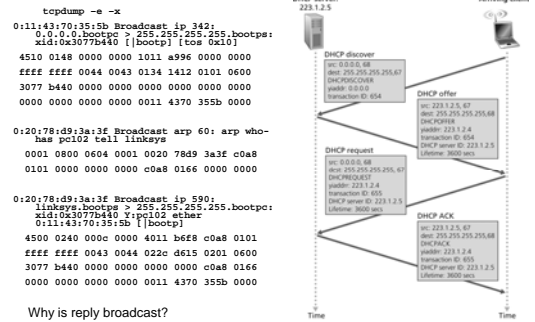 tcpdump -e -x
0:11:43:70:35:5b Broadcast ip 342:
0.0.0.0.bootpc > 255.255.255.255.bootps:
xid:0x3077b440 [|bootp] [tos 0x10]
4510 0148 0000 0000 1011 a996 0000 0000
ffff ffff 0044 0043 0134 1412 0101 0600
3077 b440 0000 0000 0000 0000 0000 0000
0000 0000 0000 0000 0011 4370 355b 0000
0:20:78:d9:3a:3f Broadcast arp 60: arp who-
has pc102 tell linksys
0001 0800 0604 0001 0020 78d9 3a3f c0a8
0101 0000 0000 0000 c0a8 0166 0000 0000
0:20:78:d9:3a:3f Broadcast ip 590:
linksys.bootps > 255.255.255.255.bootpc:
xid:0x3077b440 Y:pc102 ether
0:11:43:70:35:5b [|bootp]
4500 0240 000c 0000 4011 b6f8 c0a8 0101
ffff ffff 0043 0044 022c d615 0201 0600
3077 b440 0000 0000 0000 0000 c0a8 0166
0000 0000 0000 0000 0011 4370 355b 0000
Why is reply broadcast?
223.1.2.5
DHCP discover
src: 0.0.0.0, 68
dest: 255.255.255.255,67
DHCPDISCOVER
yiaddr: 0.0.0.0
transaction ID: 654
DHCP offer
src: 223.1.2.5, 67
dest: 255.255.255.255,68
DHCPOFFER
yiaddr: 223.1.2.4
transaction ID: 654
DHCP server ID: 223.1.2.5
Lifetime: 3600 secs
DHCP request
src: 0.0.0.0, 68
dest: 255.255.255.255, 67
DHCPREQUEST
yiaddr: 223.1.2.4
transaction ID: 655
DHCP server ID: 223.1.2.5
Lifetime: 3600 secs
DHCP ACK
src: 223.1.2.5, 67
dest: 255.255.255.255,68
DHCPACK
yiaddr: 223.1.2.4
transaction ID: 655
DHCP server ID: 223.1.2.5
Lifetime: 3600 secs
Time
Time